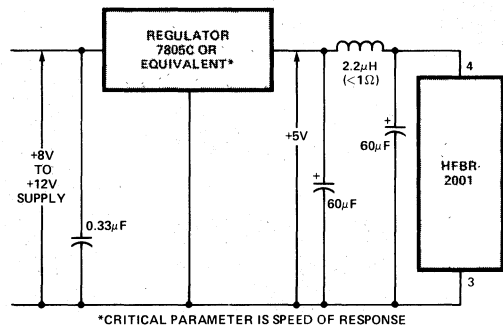 REGULATOR
7805C OR
EQUIVALENT*
2.2μH
(<1Ω)
4
+8V
TO
+12V
SUPPLY
+5V
60μF
HFBR-
2001
0.33μF
60μF
3
*CRITICAL PARAMETER IS SPEED OF RESPONSE